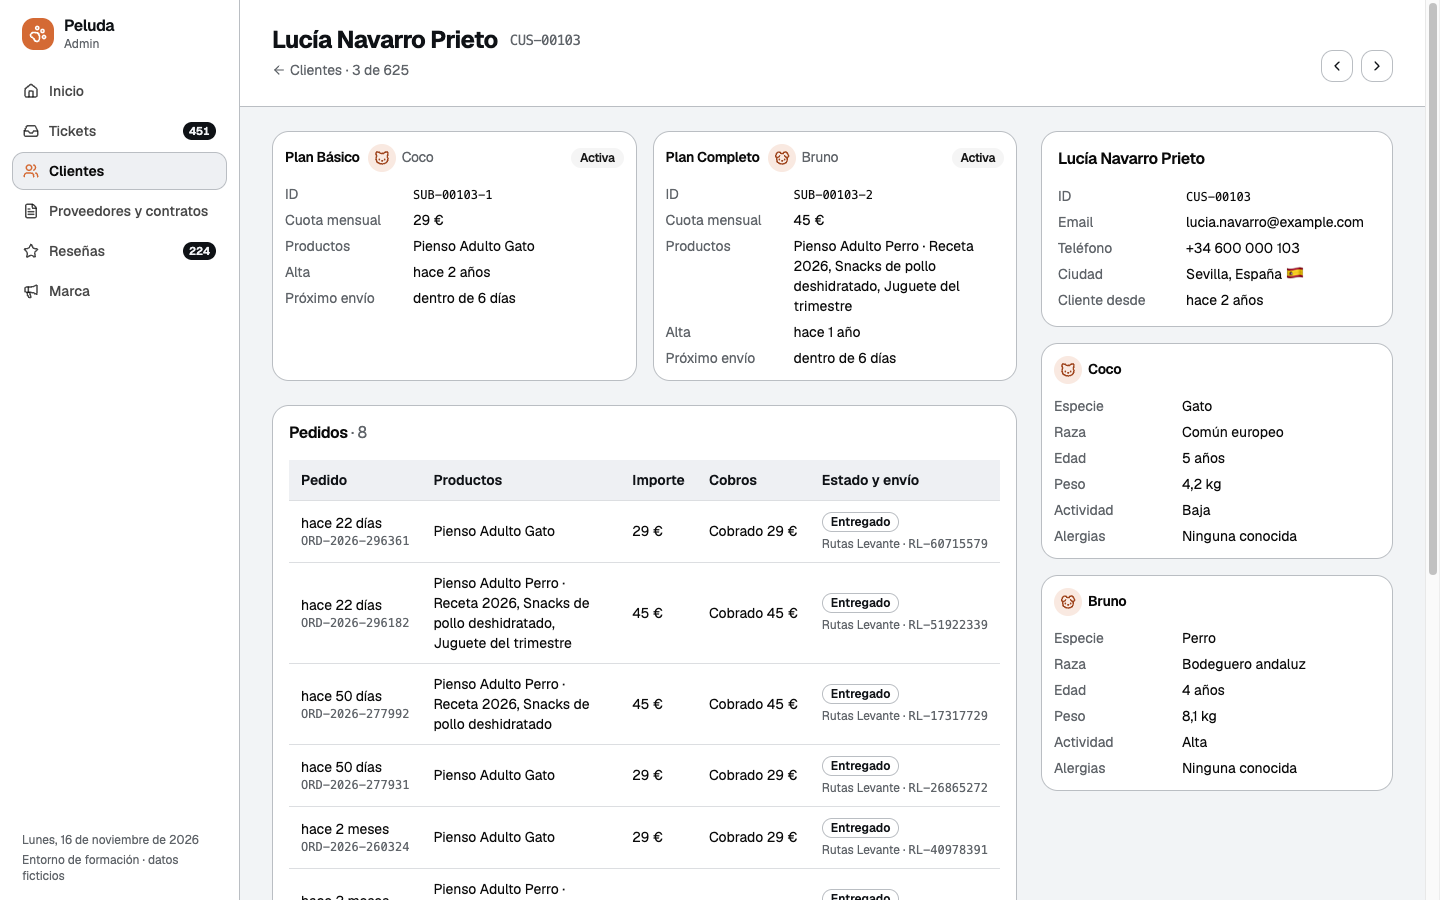 Peluda
Admin
Inicio
Tickets 451
Clientes
Proveedores y contratos
Reseñas 224
Marca
Lunes, 16 de noviembre de 2026
Entorno de formación · datos
ficticios
Lucía Navarro Prieto CUS-00103
← Clientes · 3 de 625
Plan Básico Coco Activa
ID SUB-00103-1
Cuota mensual 29 €
Productos Pienso Adulto Gato
Alta hace 2 años
Próximo envío dentro de 6 días
Plan Completo Bruno Activa
ID SUB-00103-2
Cuota mensual 45 €
Productos Pienso Adulto Perro · Receta
2026, Snacks de pollo
deshidratado, Juguete del
trimestre
Alta hace 1 año
Próximo envío dentro de 6 días
Pedidos · 8
Pedido Productos Importe Cobros Estado y envío
hace 22 días
ORD-2026-296361
Pienso Adulto Gato
29 €
Cobrado 29 €
Entregado
Rutas Levante · RL-60715579
hace 22 días
ORD-2026-296182
Pienso Adulto Perro ·
Receta 2026, Snacks de
pollo deshidratado,
Juguete del trimestre
45 €
Cobrado 45 €
Entregado
Rutas Levante · RL-51922339
hace 50 días
ORD-2026-277992
Pienso Adulto Perro ·
Receta 2026, Snacks de
pollo deshidratado
45 €
Cobrado 45 €
Entregado
Rutas Levante · RL-17317729
hace 50 días
ORD-2026-277931
Pienso Adulto Gato
29 €
Cobrado 29 €
Entregado
Rutas Levante · RL-26865272
hace 2 meses
ORD-2026-260324
Pienso Adulto Gato
29 €
Cobrado 29 €
Entregado
Rutas Levante · RL-40978391
Pienso Adulto Perro ·
Entregado
Lucía Navarro Prieto
ID CUS-00103
Email lucia.navarro@example.com
Teléfono +34 600 000 103
Ciudad Sevilla, España 🇪🇸
Cliente desde hace 2 años
Coco
Especie Gato
Raza Común europeo
Edad 5 años
Peso 4,2 kg
Actividad Baja
Alergias Ninguna conocida
Bruno
Especie Perro
Raza Bodeguero andaluz
Edad 4 años
Peso 8,1 kg
Actividad Alta
Alergias Ninguna conocida